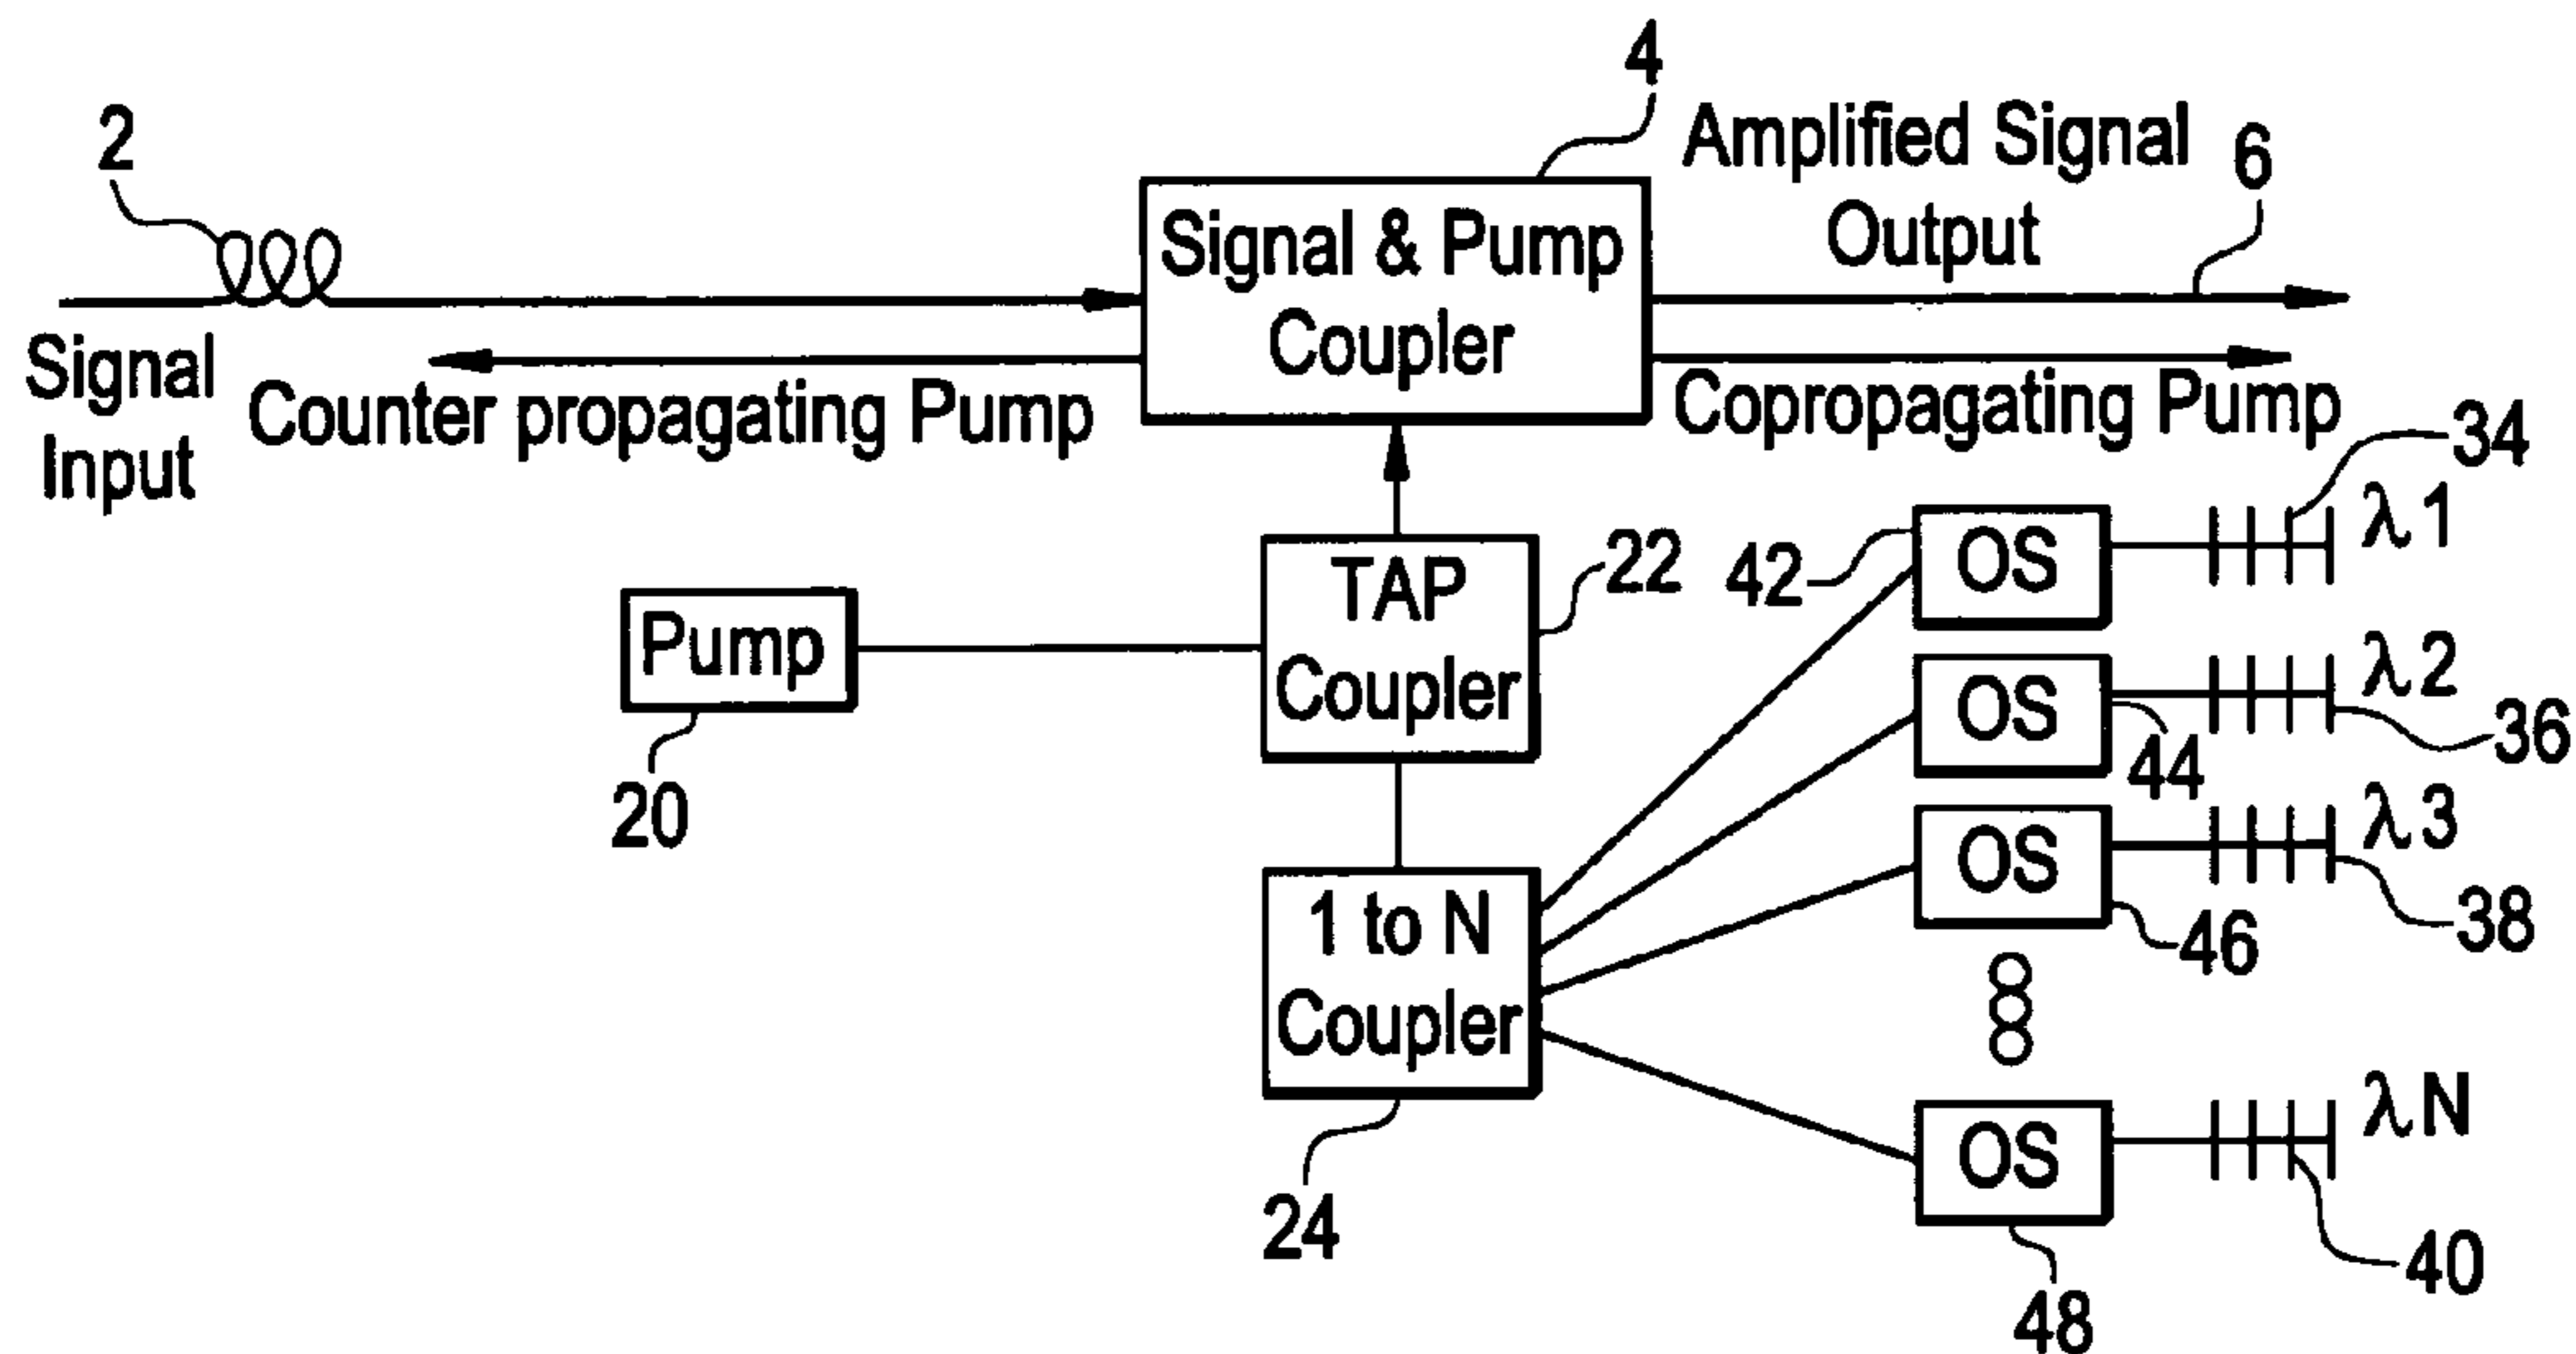 4
2
Amplified Signal
Output
6
Signal & Pump
Coupler
Signal
Input
Counter propagating Pump
Copropagating Pump
34
λ1
TAP
Coupler
22
42
OS
Pump
20
λ2
OS
44
36
λ3
OS
46
38
1 to N
Coupler
24
λN
OS
40
48